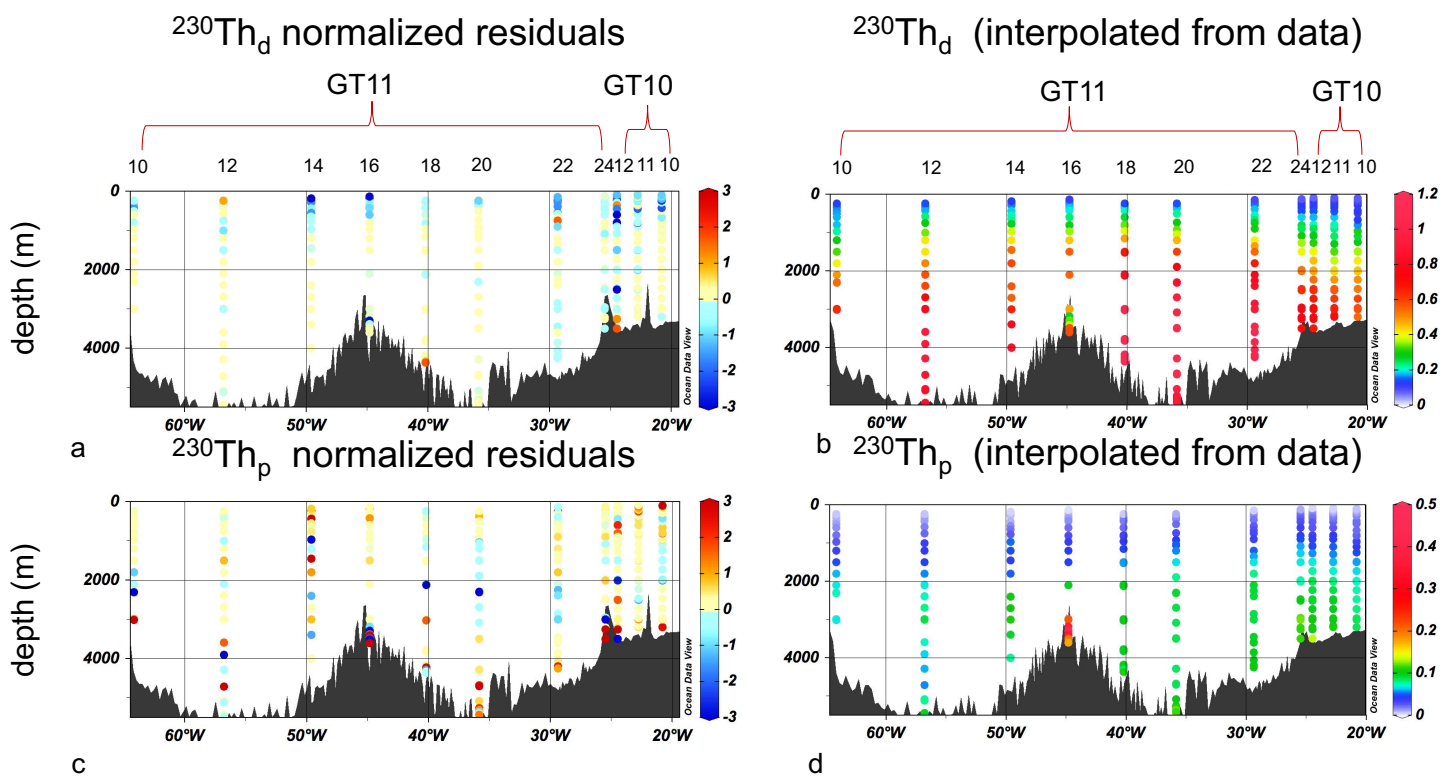 ²³⁰Th_d normalized residuals
GT11 GT10
10 12 14 16 18 20 22 24 12 11 10
0
2000
4000
depth (m)
60°W 50°W 40°W 30°W 20°W
3
2
1
0
-1
-2
-3
Ocean Data View
a
²³⁰Th_d (interpolated from data)
GT11 GT10
10 12 14 16 18 20 22 24 12 11 10
0
2000
4000
60°W 50°W 40°W 30°W 20°W
1.2
1
0.8
0.6
0.4
0.2
0
Ocean Data View
b
²³⁰Th_p normalized residuals
0
2000
4000
depth (m)
60°W 50°W 40°W 30°W 20°W
3
2
1
0
-1
-2
-3
Ocean Data View
c
²³⁰Th_p (interpolated from data)
0
2000
4000
60°W 50°W 40°W 30°W 20°W
0.5
0.4
0.3
0.2
0.1
0
Ocean Data View
d